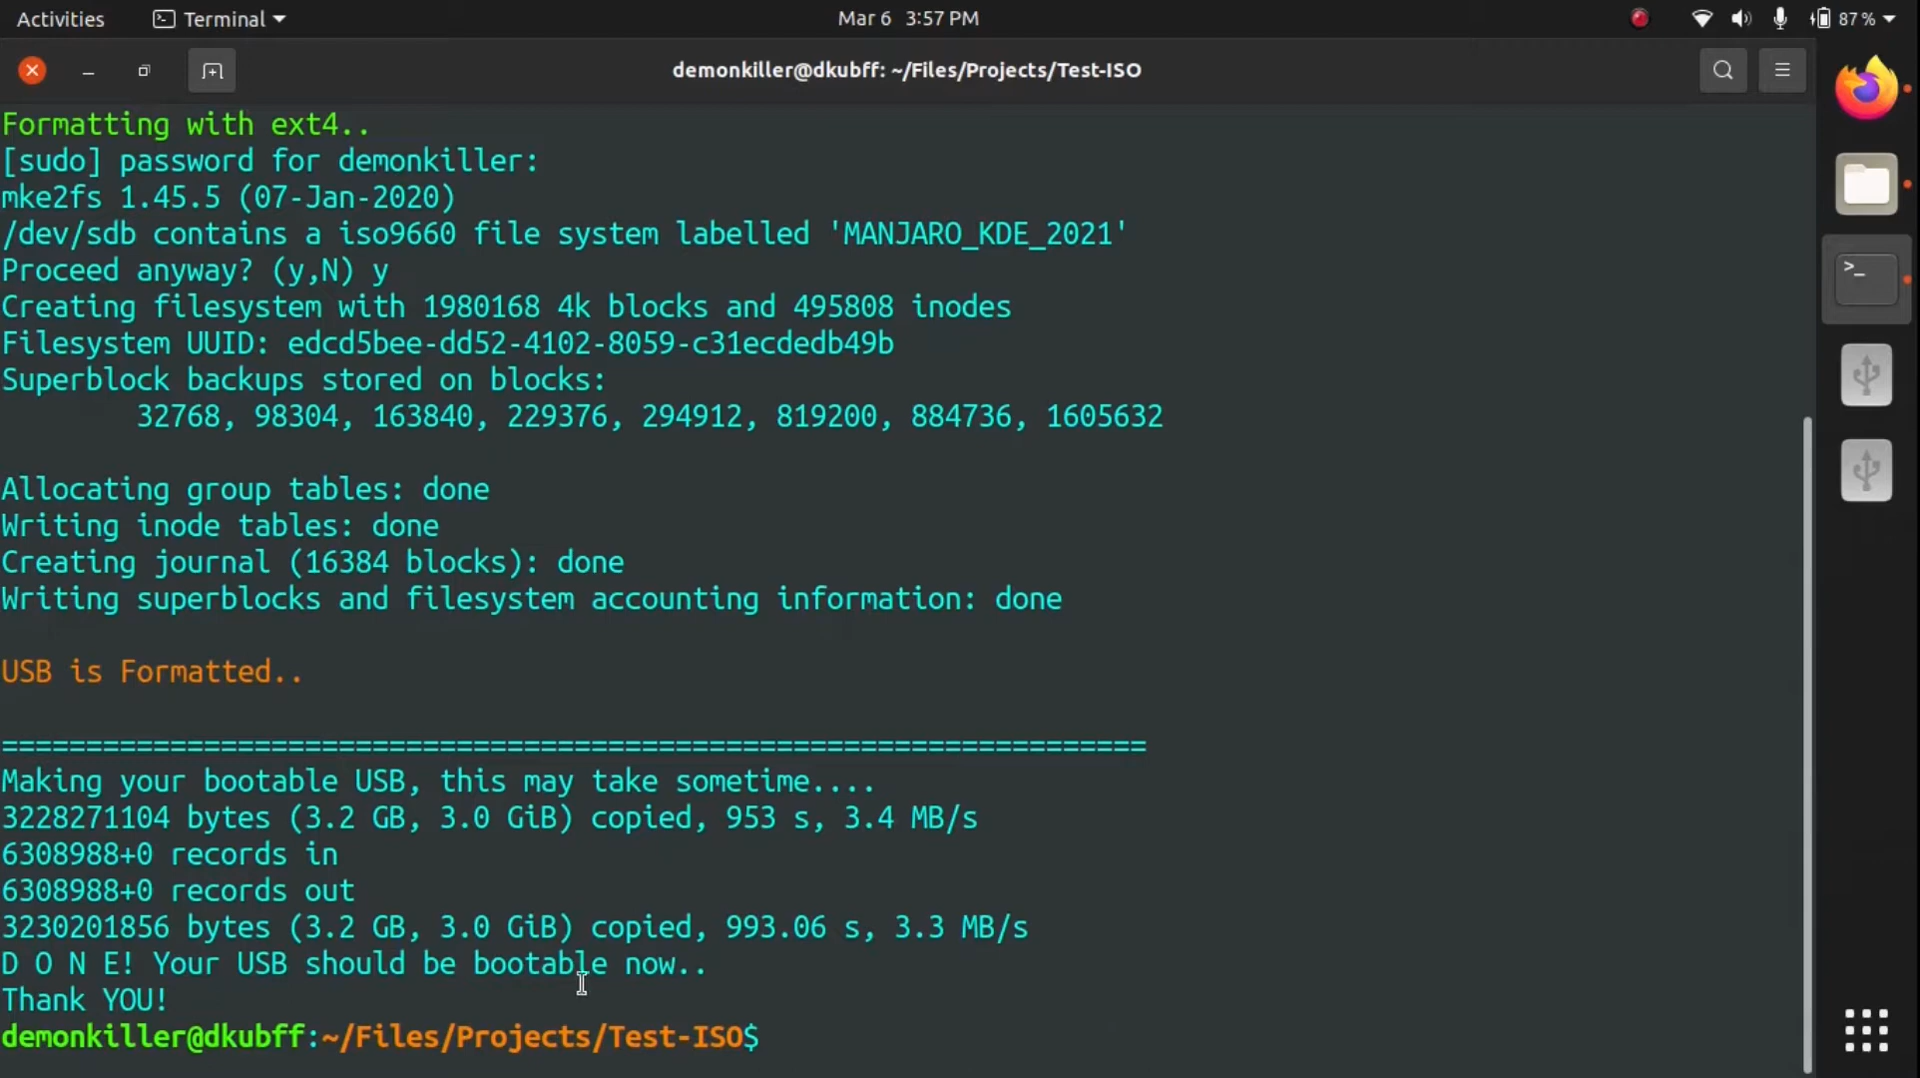 Activities Terminal Mar 6 3:57 PM 87 %
demonkiller@dkubff: ~/Files/Projects/Test-ISO
Formatting with ext4..
[sudo] password for demonkiller:
mke2fs 1.45.5 (07-Jan-2020)
/dev/sdb contains a iso9660 file system labelled 'MANJARO_KDE_2021'
Proceed anyway? (y,N) y
Creating filesystem with 1980168 4k blocks and 495808 inodes
Filesystem UUID: edcd5bee-dd52-4102-8059-c31ecdedb49b
Superblock backups stored on blocks:
32768, 98304, 163840, 229376, 294912, 819200, 884736, 1605632
Allocating group tables: done
Writing inode tables: done
Creating journal (16384 blocks): done
Writing superblocks and filesystem accounting information: done
USB is Formatted..
====================================================================
Making your bootable USB, this may take sometime....
3228271104 bytes (3.2 GB, 3.0 GiB) copied, 953 s, 3.4 MB/s
6308988+0 records in
6308988+0 records out
3230201856 bytes (3.2 GB, 3.0 GiB) copied, 993.06 s, 3.3 MB/s
D O N E! Your USB should be bootable now..
Thank YOU!
demonkiller@dkubff:~/Files/Projects/Test-ISO$